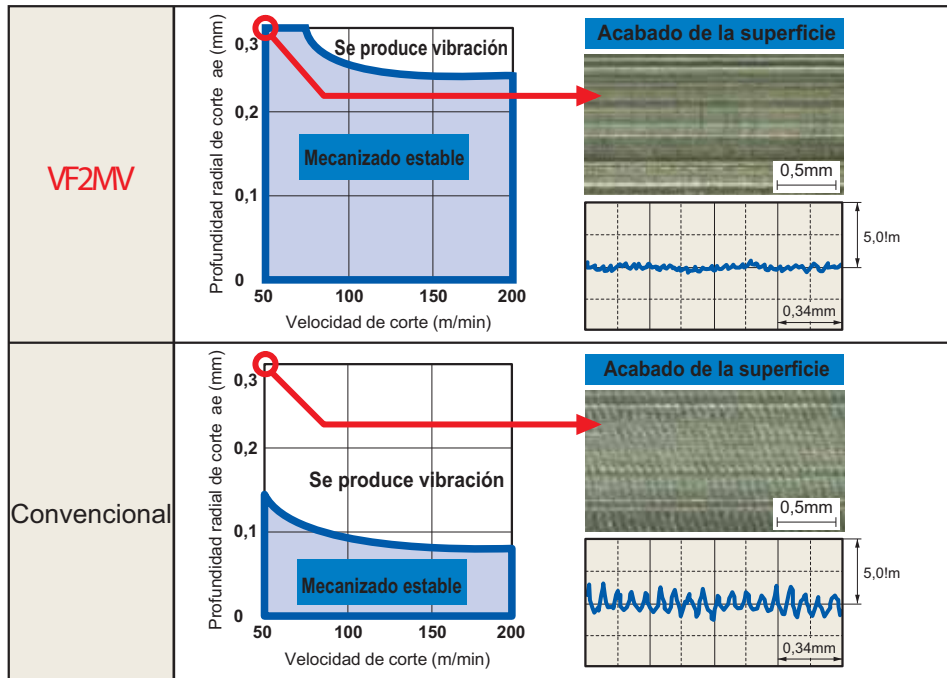 VF2MV
Profundidad radial de corte ae (mm)
0,3
0,2
0,1
0
50
100
150
200
Velocidad de corte (m/min)
Se produce vibración
Mecanizado estable
Acabado de la superficie
0,5mm
5,0!m
0,34mm
Convencional
Profundidad radial de corte ae (mm)
0,3
0,2
0,1
0
50
100
150
200
Velocidad de corte (m/min)
Se produce vibración
Mecanizado estable
Acabado de la superficie
0,5mm
5,0!m
0,34mm